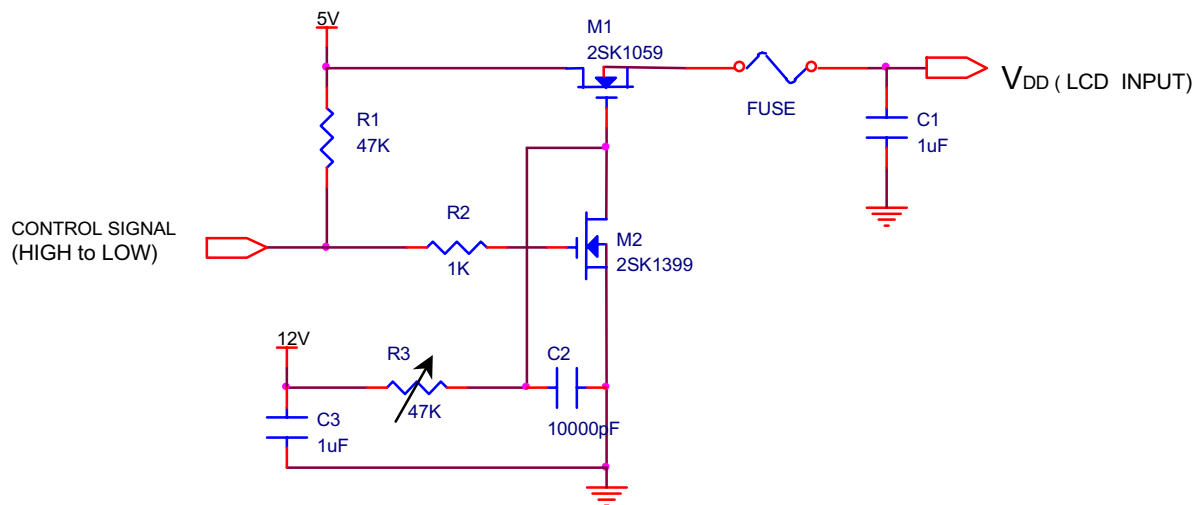 5V
M1
2SK1059
VDD ( LCD INPUT)
FUSE
R1
47K
C1
1uF
CONTROL SIGNAL
(HIGH to LOW)
R2
1K
M2
2SK1399
12V
R3
47K
C2
10000pF
C3
1uF